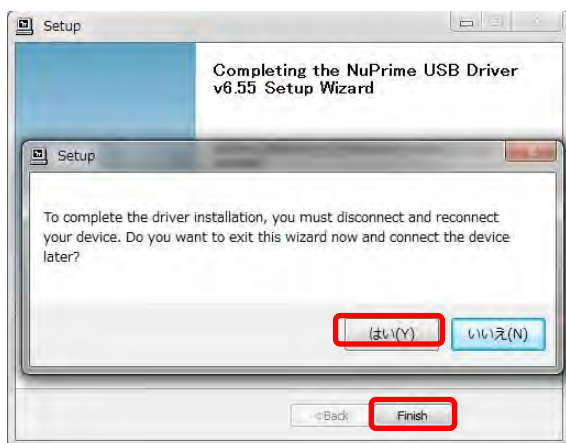 Setup
Completing the NuPrime USB Driver
v6.55 Setup Wizard
Setup
To complete the driver installation, you must disconnect and reconnect
your device. Do you want to exit this wizard now and connect the device
later?
はい(Y)
いいえ(N)
<Back
Finish